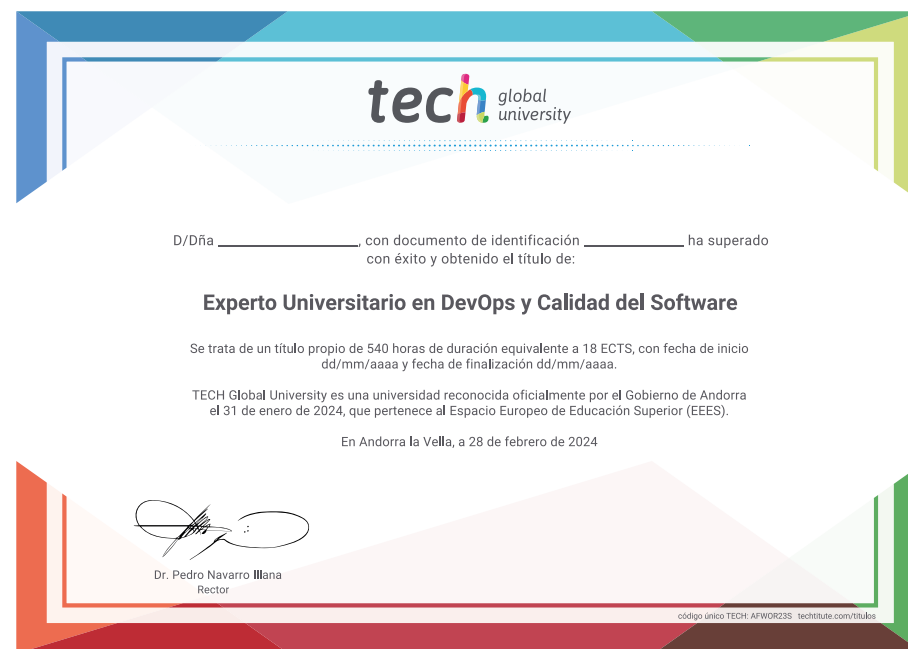 tech global university
D/Dña ____________________, con documento de identificación ______________ ha superado
con éxito y obtenido el título de:
Experto Universitario en DevOps y Calidad del Software
Se trata de un título propio de 540 horas de duración equivalente a 18 ECTS, con fecha de inicio
dd/mm/aaaa y fecha de finalización dd/mm/aaaa.
TECH Global University es una universidad reconocida oficialmente por el Gobierno de Andorra
el 31 de enero de 2024, que pertenece al Espacio Europeo de Educación Superior (EEES).
En Andorra la Vella, a 28 de febrero de 2024
Dr. Pedro Navarro Illana
Rector
código único TECH: AFWOR23S techtitute.com/titulos